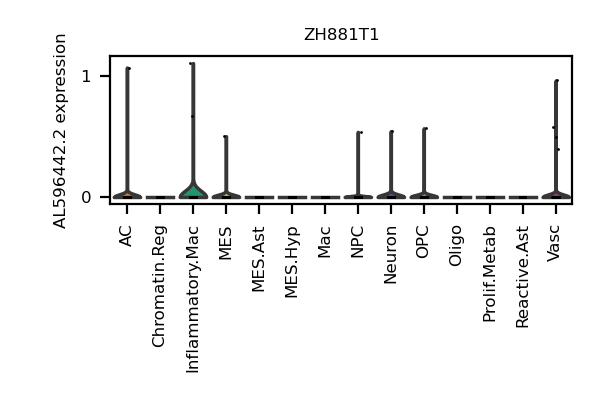 ZH881T1
AL596442.2 expression
1
0
AC
Chromatin.Reg
Inflammatory.Mac
MES
MES.Ast
MES.Hyp
Mac
NPC
Neuron
OPC
Oligo
Prolif.Metab
Reactive.Ast
Vasc